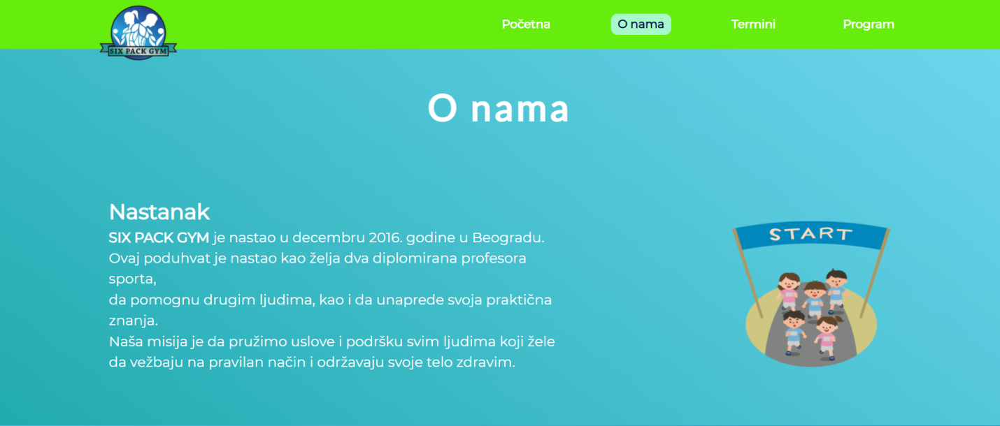 SIX PACK GYM
Početna
O nama
Termini
Program
O nama
Nastanak
SIX PACK GYM je nastao u decembru 2016. godine u Beogradu.
Ovaj poduhvat je nastao kao želja dva diplomirana profesora
sporta,
da pomognu drugim ljudima, kao i da unaprede svoja praktična
znanja.
Naša misija je da pružimo uslove i podršku svim ljudima koji žele
da vežbaju na pravilan način i održavaju svoje telo zdravim.
START